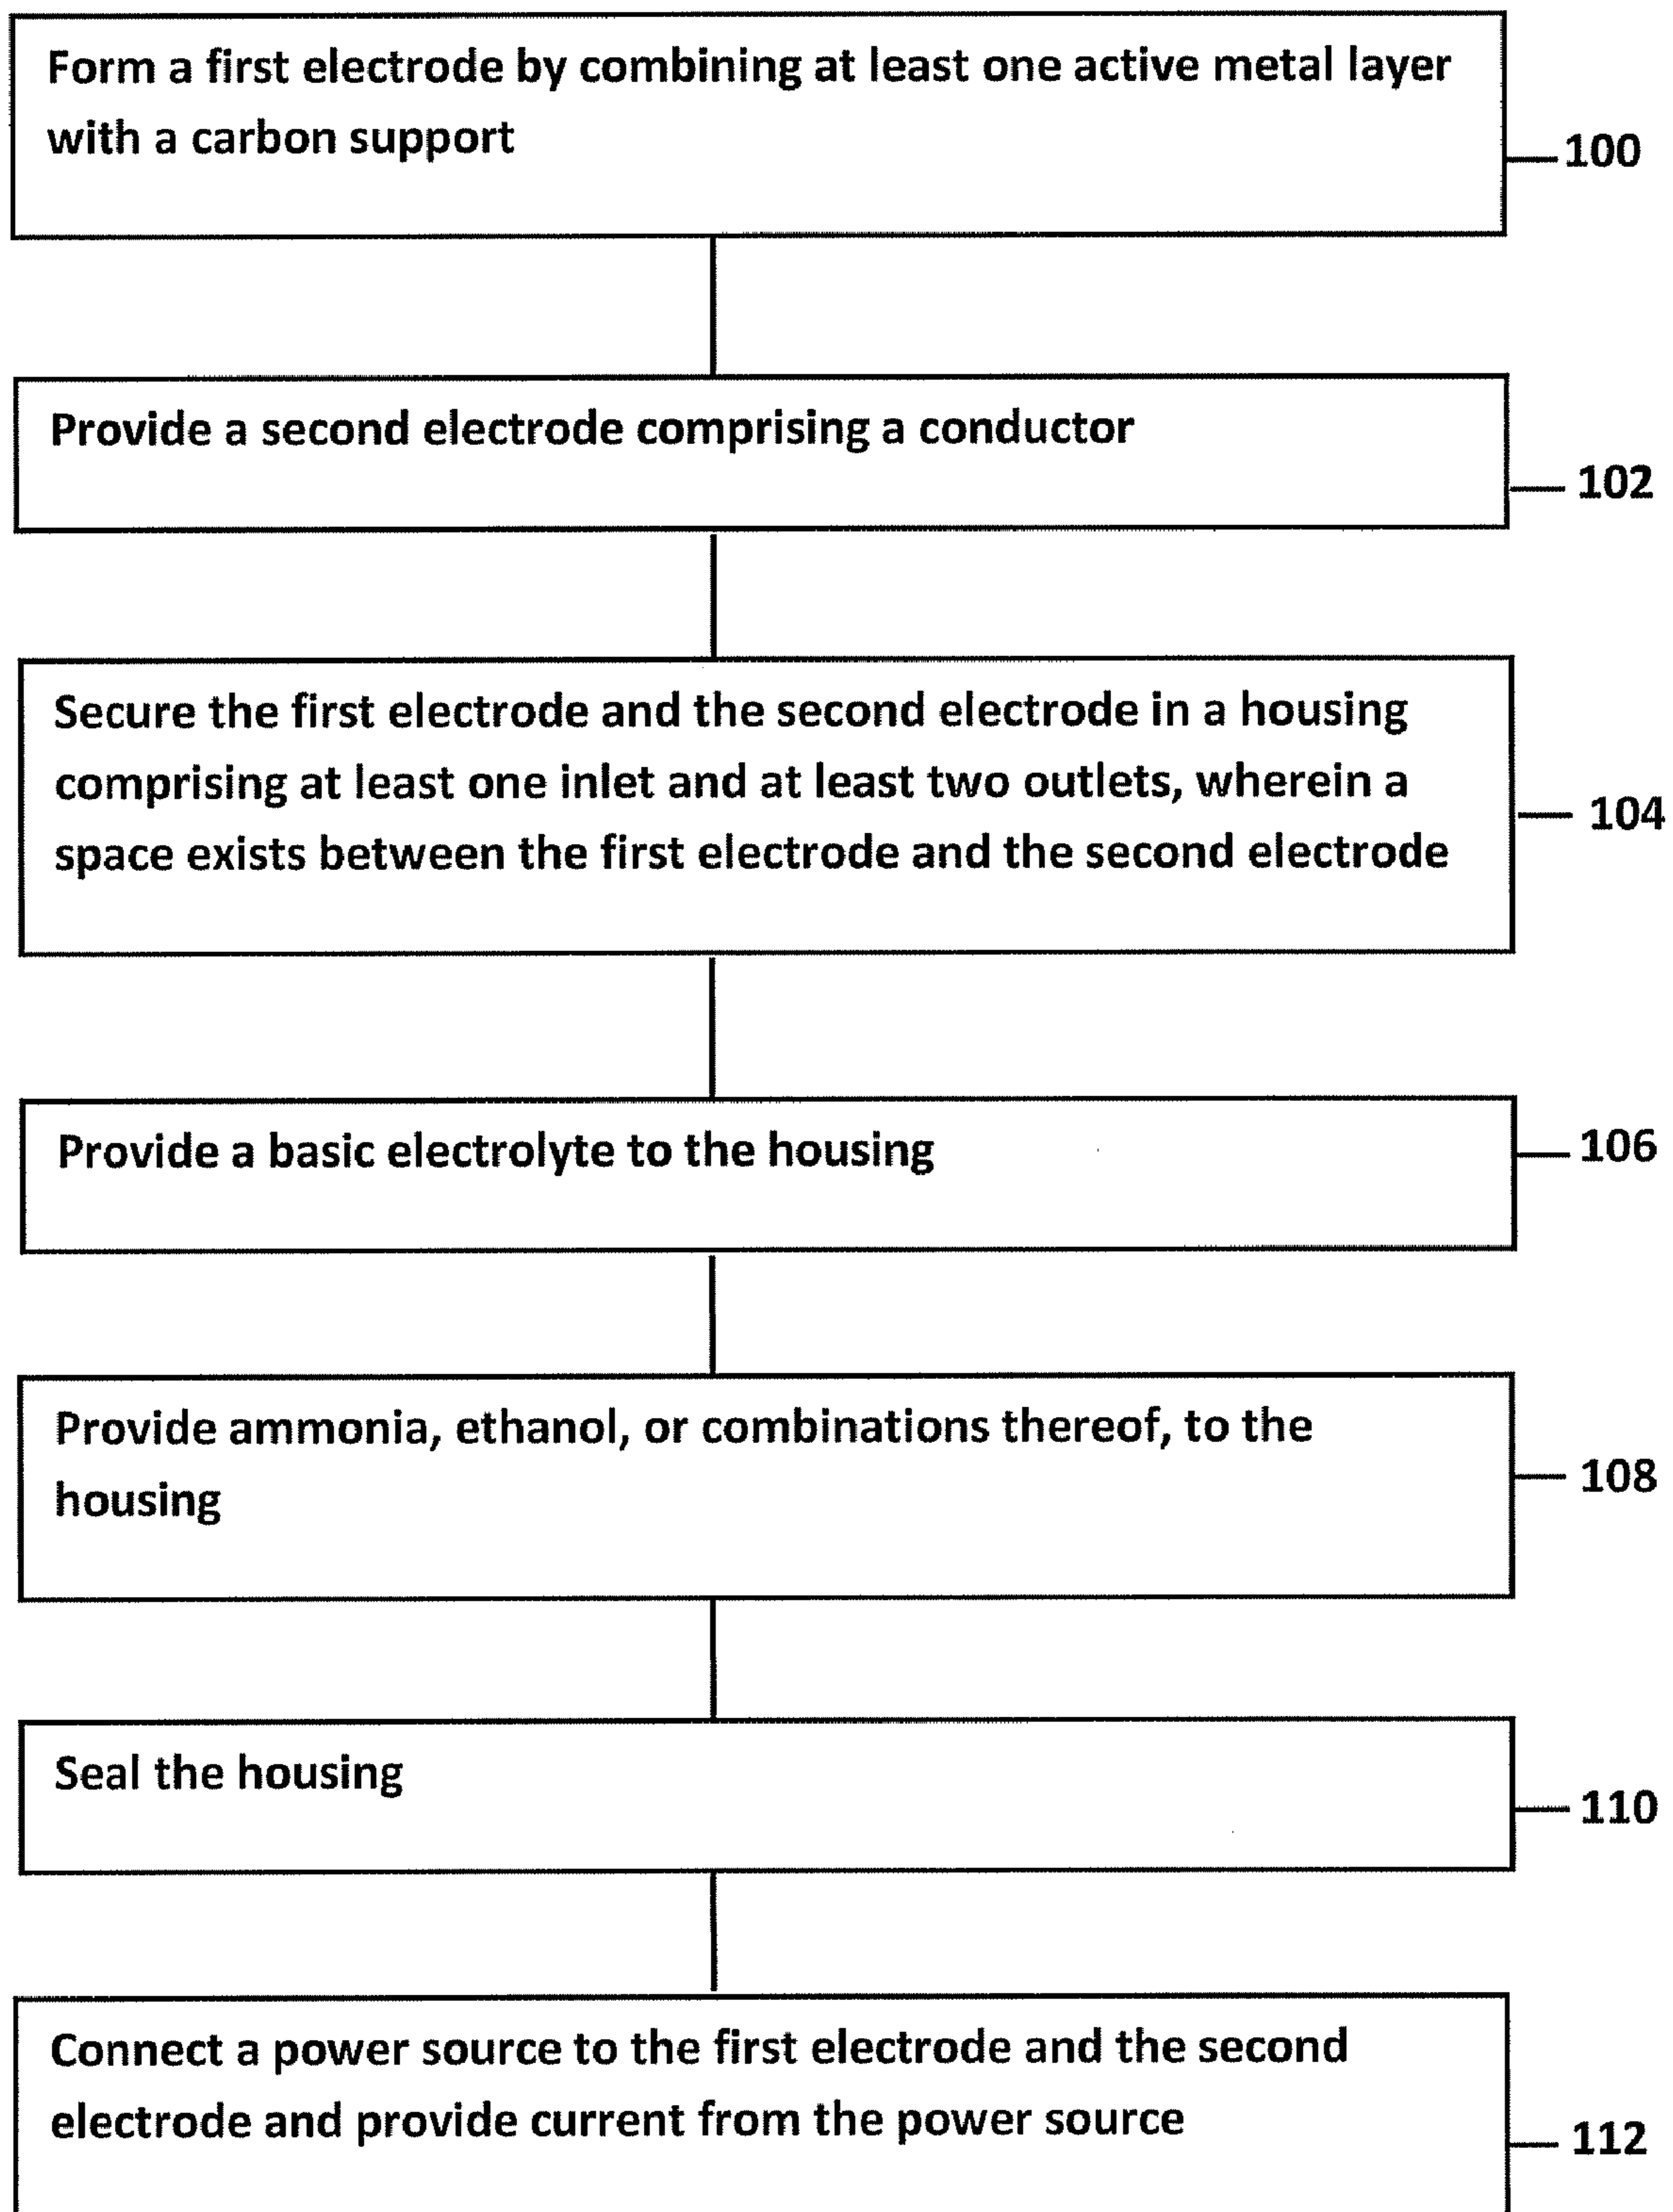 Form a first electrode by combining at least one active metal layer
with a carbon support
100
Provide a second electrode comprising a conductor
102
Secure the first electrode and the second electrode in a housing
comprising at least one inlet and at least two outlets, wherein a
space exists between the first electrode and the second electrode
104
Provide a basic electrolyte to the housing
106
Provide ammonia, ethanol, or combinations thereof, to the
housing
108
Seal the housing
110
Connect a power source to the first electrode and the second
electrode and provide current from the power source
112